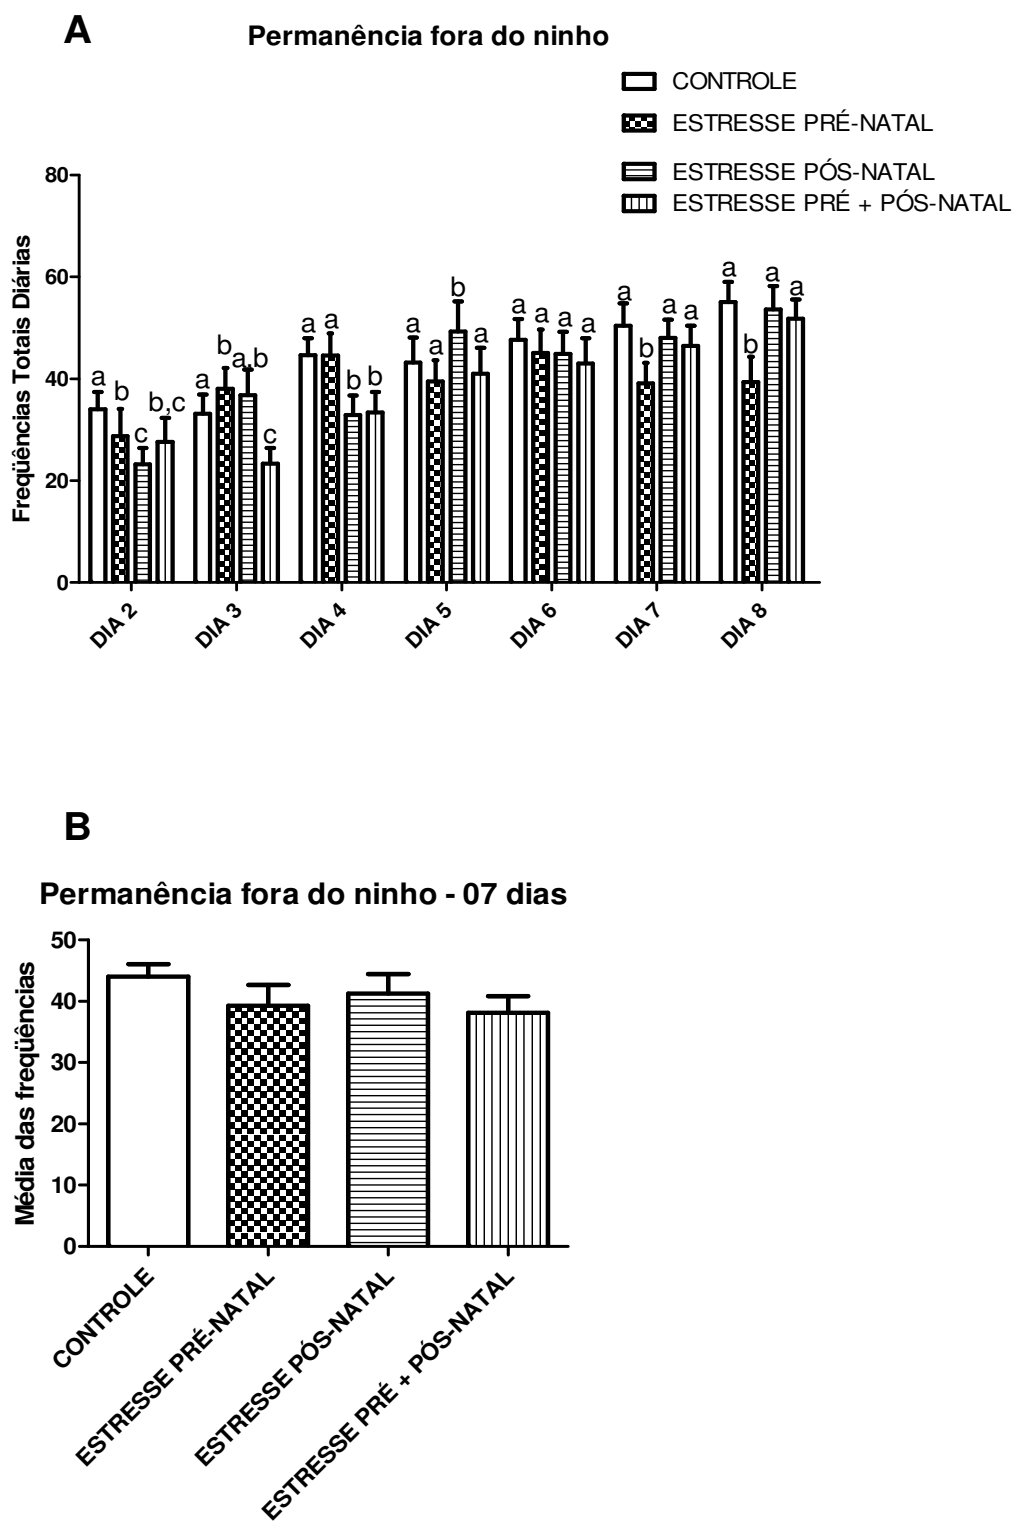 A
Permanência fora do ninho
CONTROLE
ESTRESSE PRÉ-NATAL
ESTRESSE PÓS-NATAL
ESTRESSE PRÉ + PÓS-NATAL
Freqüências Totais Diárias
80
60
40
20
0
a b c b,c
a b a,b c
a a b b
a a b a
a a a a
a b a a
a b a a
DIA 2
DIA 3
DIA 4
DIA 5
DIA 6
DIA 7
DIA 8
B
Permanência fora do ninho - 07 dias
Média das freqüências
50
40
30
20
10
0
CONTROLE
ESTRESSE PRÉ-NATAL
ESTRESSE PÓS-NATAL
ESTRESSE PRÉ + PÓS-NATAL